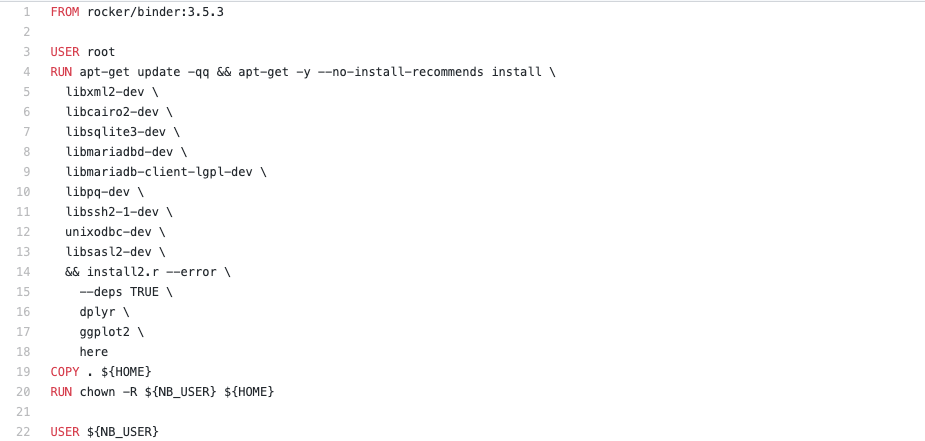 1 FROM rocker/binder:3.5.3
2
3 USER root
4 RUN apt-get update -qq && apt-get -y --no-install-recommends install \
5   libxml2-dev \
6   libcairo2-dev \
7   libsqlite3-dev \
8   libmariadbd-dev \
9   libmariadb-client-lgpl-dev \
10   libpq-dev \
11   libssh2-1-dev \
12   unixodbc-dev \
13   libsasl2-dev \
14   && install2.r --error \
15     --deps TRUE \
16     dplyr \
17     ggplot2 \
18     here
19 COPY . ${HOME}
20 RUN chown -R ${NB_USER} ${HOME}
21
22 USER ${NB_USER}